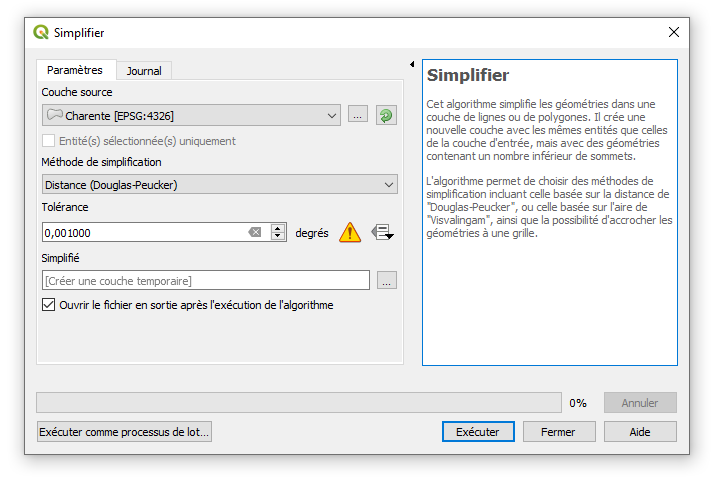 Simplifier
Paramètres
Journal
Couche source
Charente [EPSG:4326]
...
Entité(s) sélectionnée(s) uniquement
Méthode de simplification
Distance (Douglas-Peucker)
Tolérance
0,001000
degrés
Simplifié
[Créer une couche temporaire]
...
Ouvrir le fichier en sortie après l'exécution de l'algorithme
Simplifier
Cet algorithme simplifie les géométries dans une
couche de lignes ou de polygones. Il crée une
nouvelle couche avec les mêmes entités que celles
de la couche d'entrée, mais avec des géométries
contenant un nombre inférieur de sommets.
L'algorithme permet de choisir des méthodes de
simplification incluant celle basée sur la distance de
"Douglas-Peucker", ou celle basée sur l'aire de
"Visvalingam", ainsi que la possibilité d'accrocher les
géométries à une grille.
0%
Annuler
Exécuter comme processus de lot...
Exécuter
Fermer
Aide